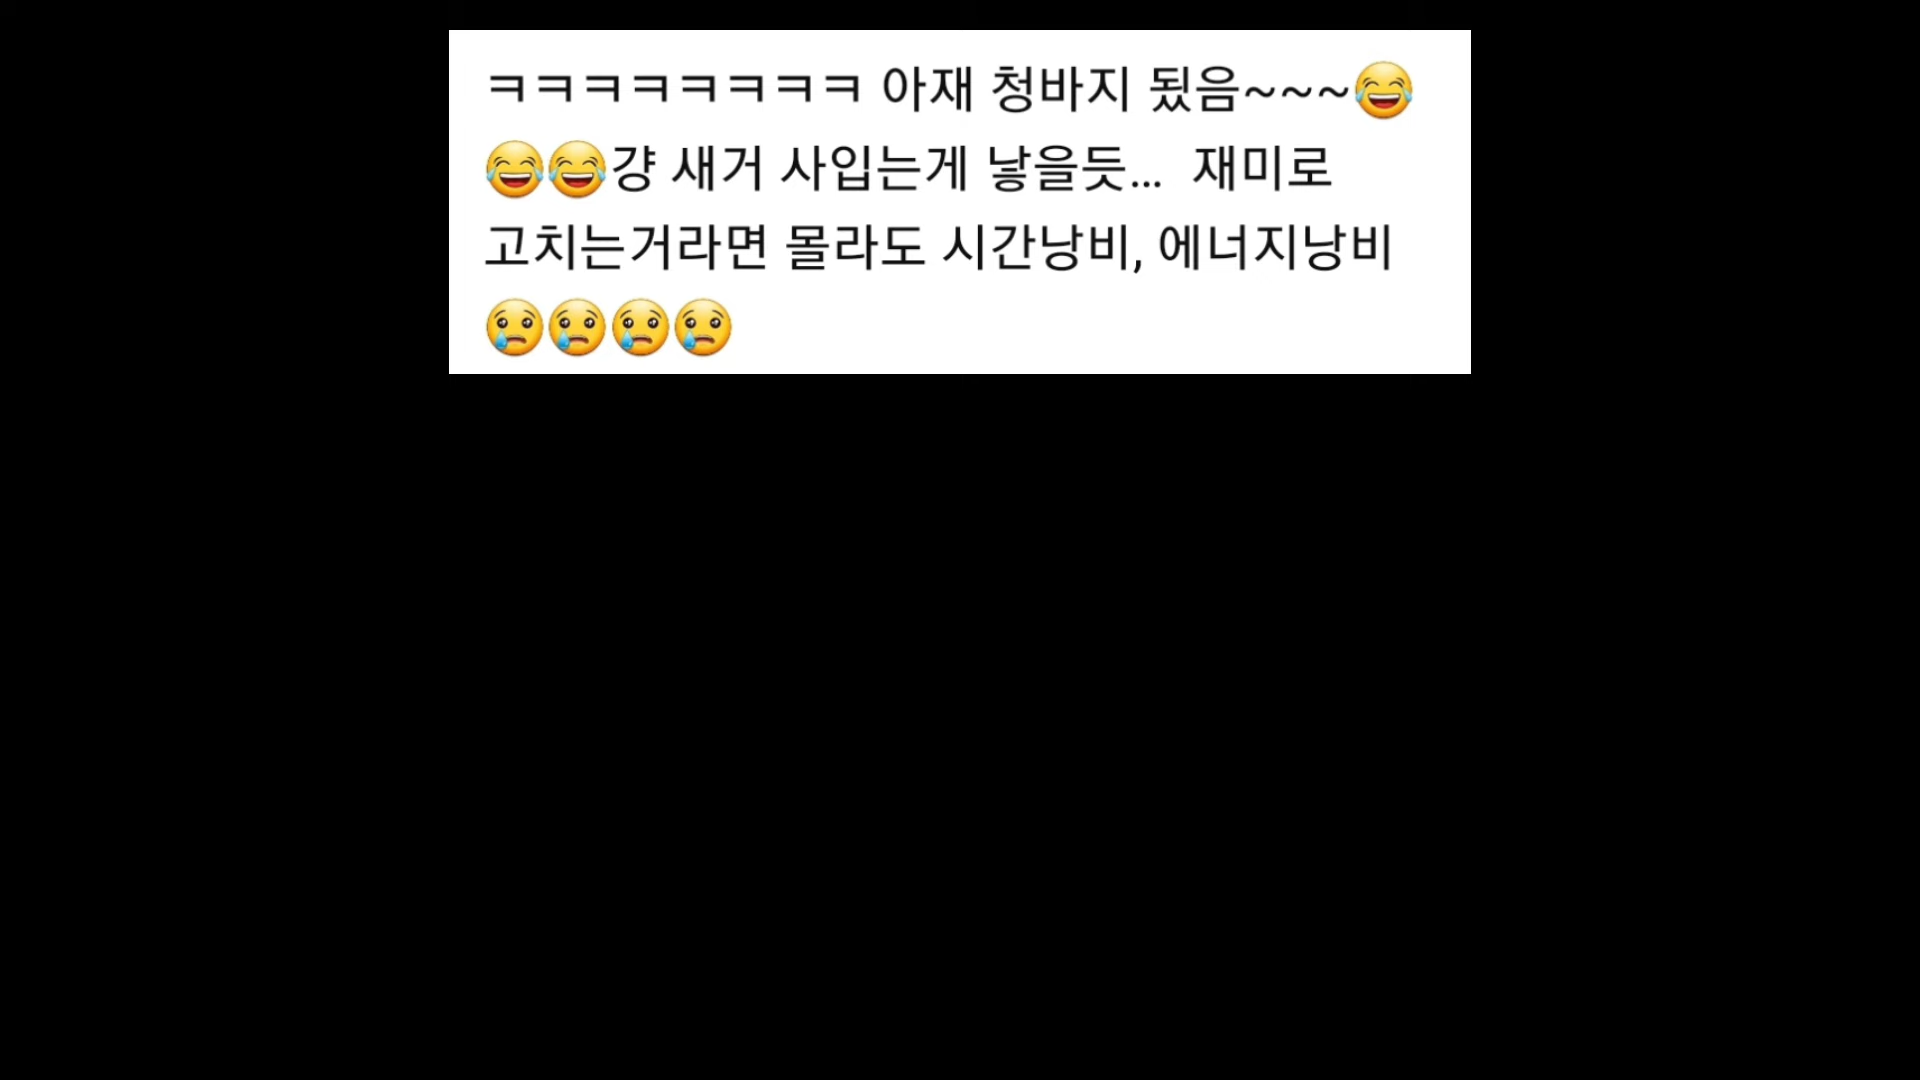 ㅋㅋㅋㅋㅋㅋㅋㅋ 아재 청바지 됬음~~~😂
😂😂걍 새거 사입는게 낳을듯... 재미로
고치는거라면 몰라도 시간낭비, 에너지낭비
😢😢😢😢